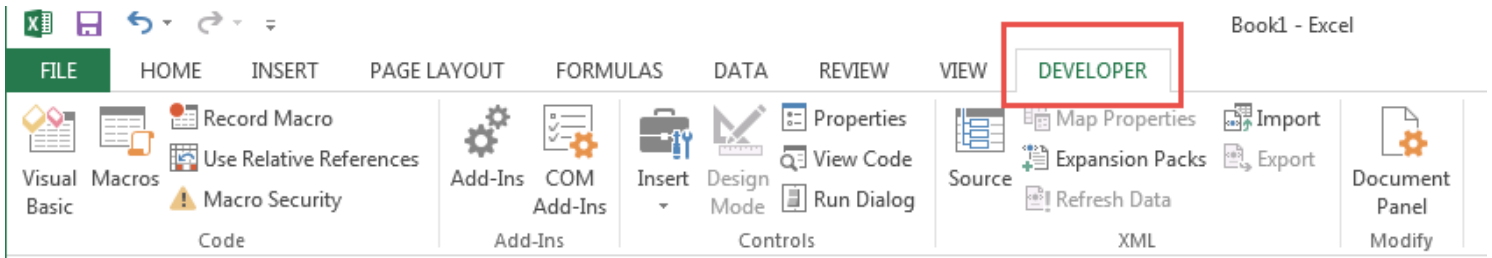 Book1 - Excel
FILE HOME INSERT PAGE LAYOUT FORMULAS DATA REVIEW VIEW DEVELOPER
Visual
Basic
Macros
Record Macro
Use Relative References
Macro Security
Code
Add-Ins
COM
Add-Ins
Add-Ins
Insert
Design
Mode
Properties
View Code
Run Dialog
Controls
Source
Map Properties
Expansion Packs
Refresh Data
Import
Export
XML
Document
Panel
Modify